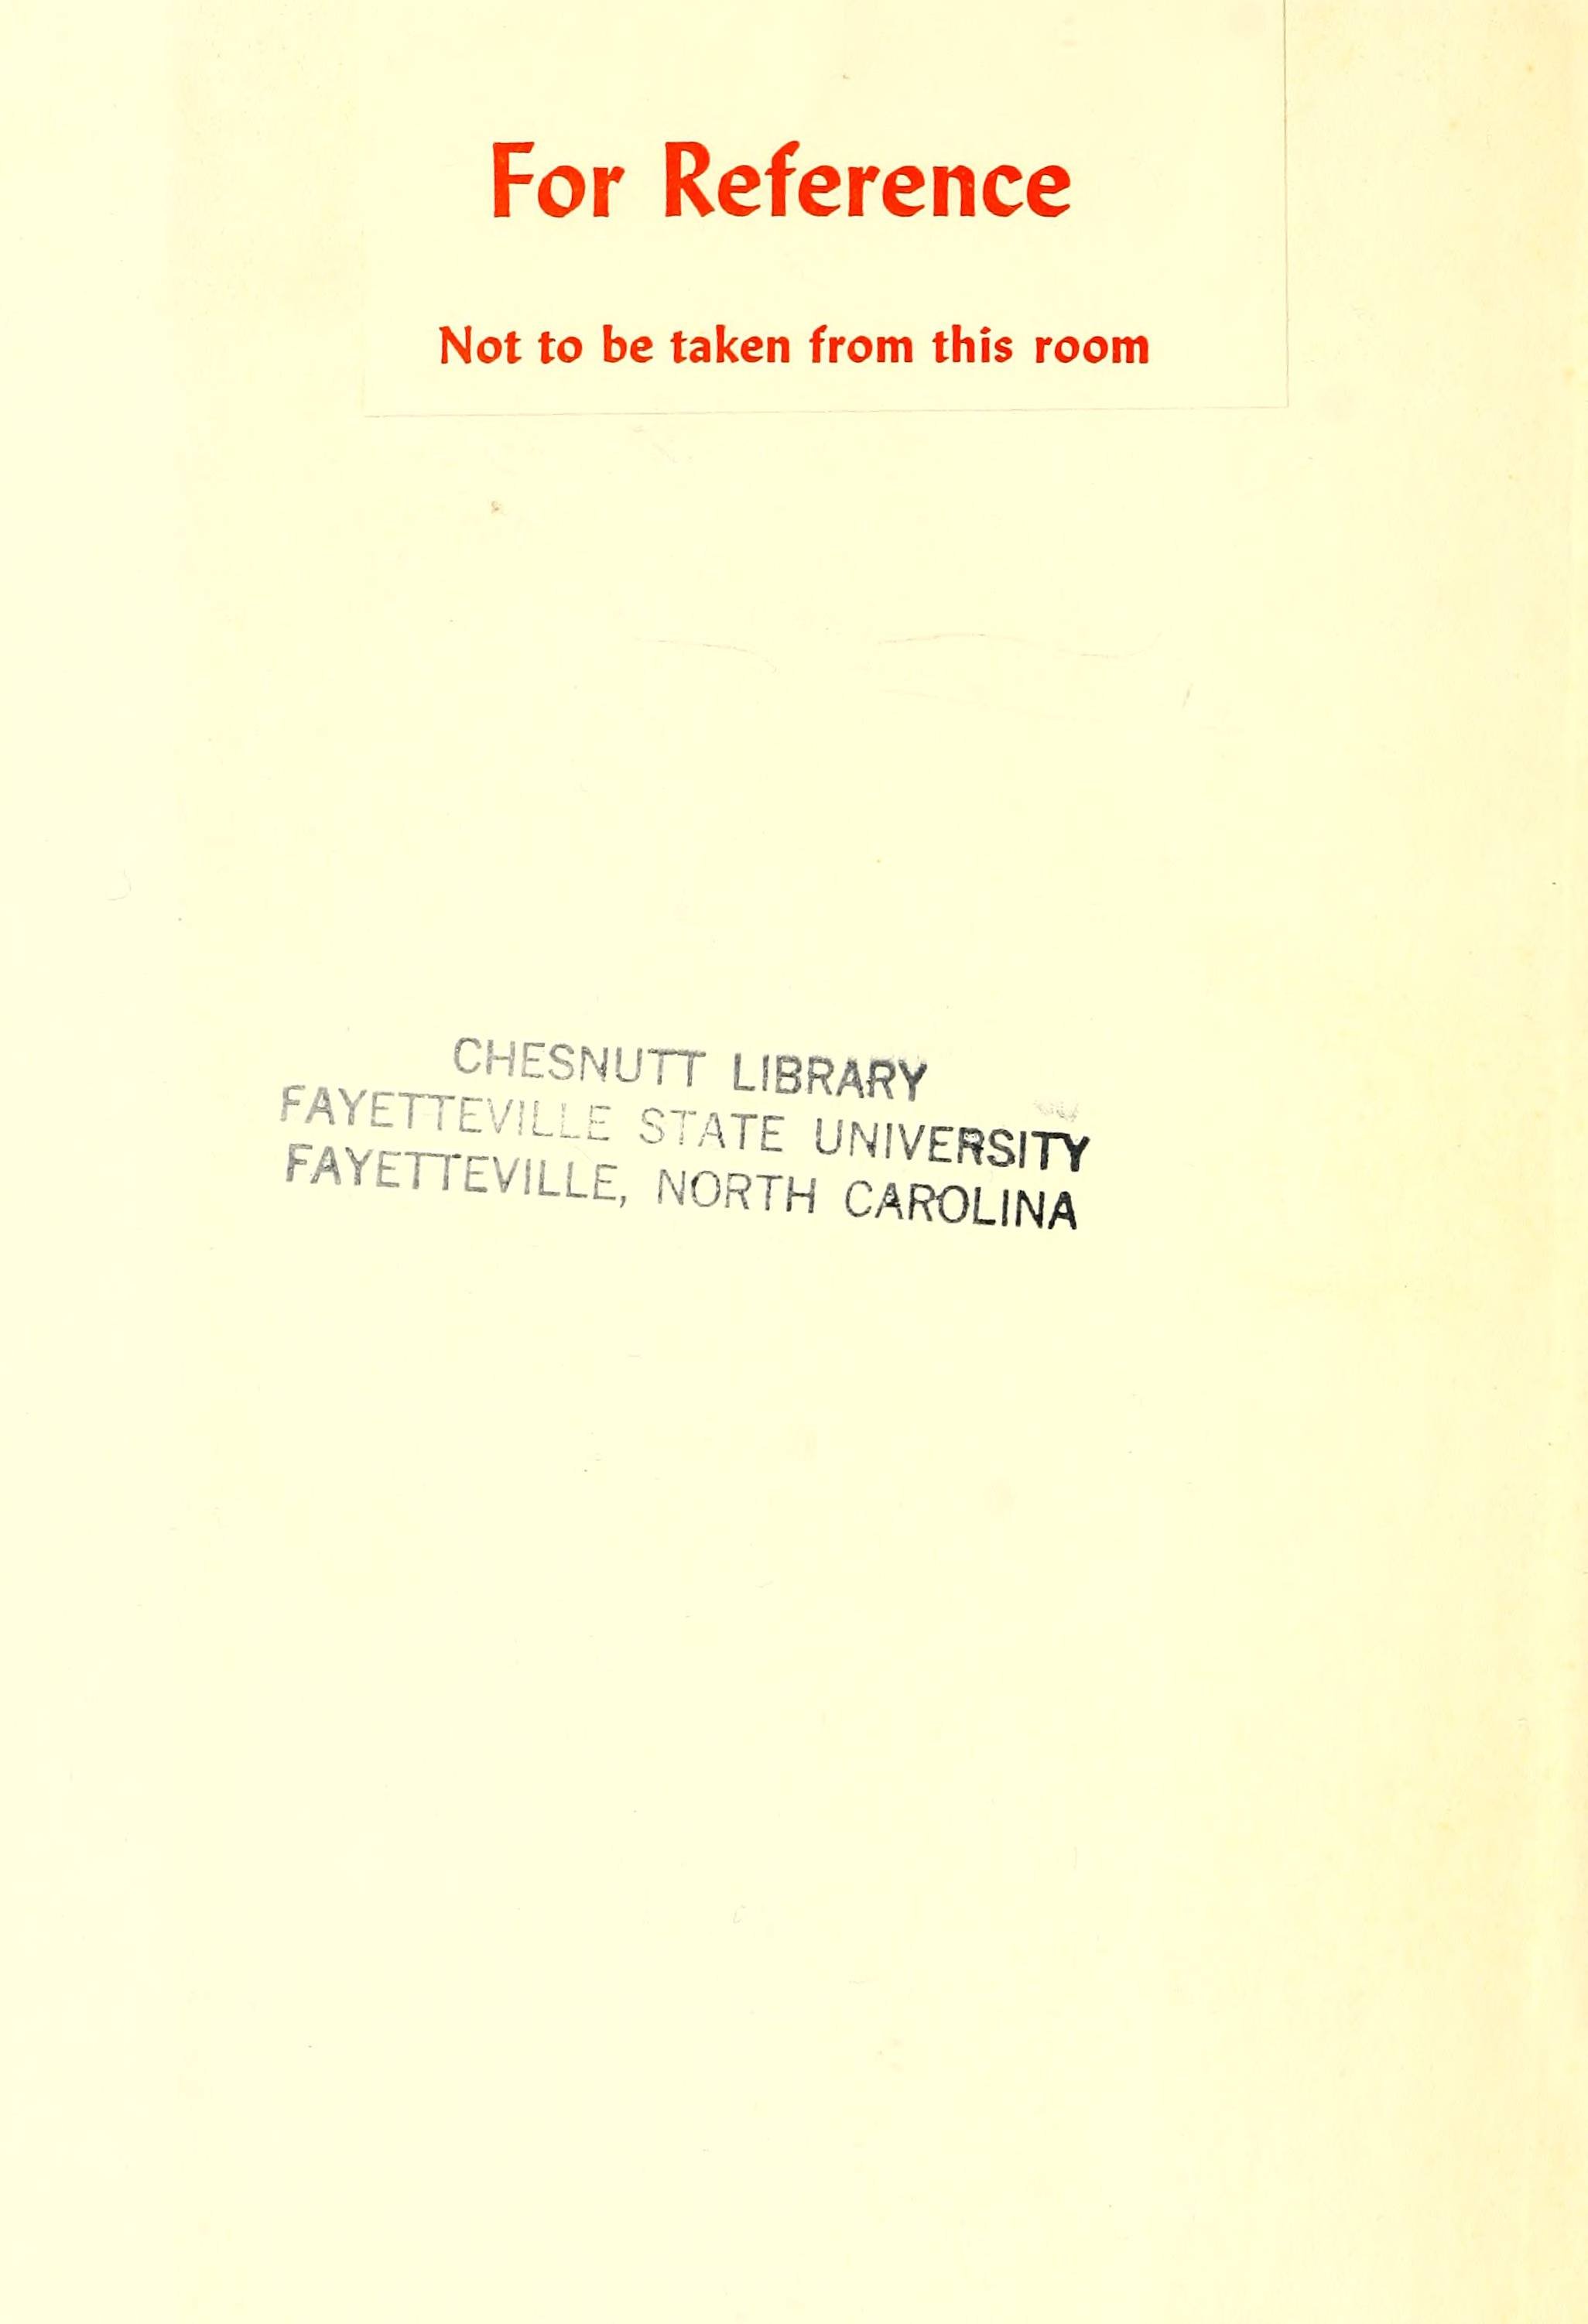 For Reference
Not to be taken from this room
CHESNUTT LIBRARY
FAYETTEVILLE STATE UNIVERSITY
FAYETTEVILLE, NORTH CAROLINA